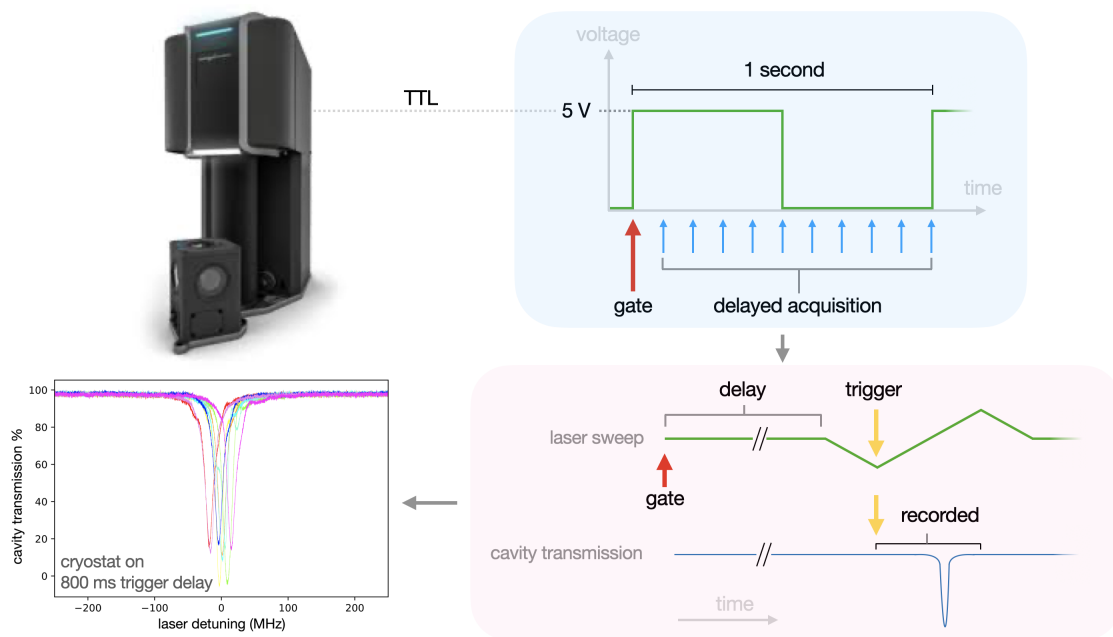 TTL
voltage
1 second
5 V
time
gate
delayed acquisition
delay
trigger
laser sweep
gate
recorded
cavity transmission
time
cavity transmission %
100
80
60
40
20
0
cryostat on
800 ms trigger delay
−200
−100
0
100
200
laser detuning (MHz)